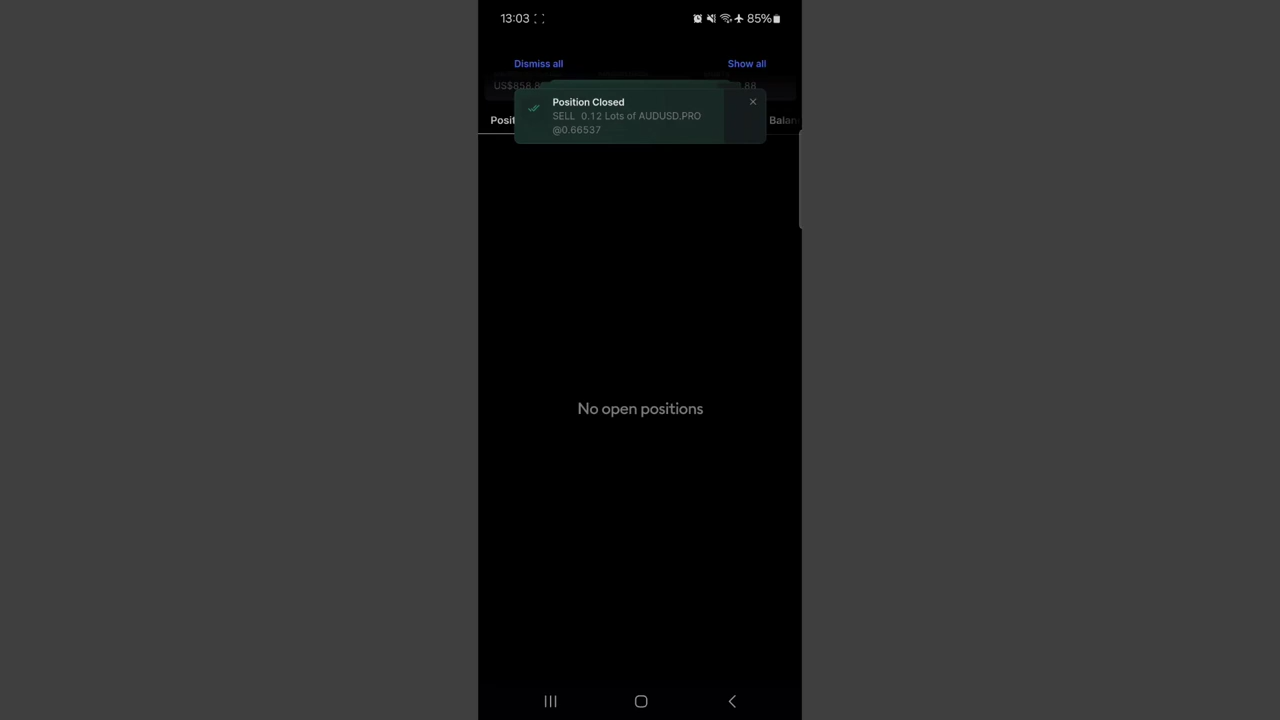 13:03
85%
Dismiss all
Show all
Position Closed
SELL 0.12 Lots of AUDUSD.PRO
@0.66537
No open positions